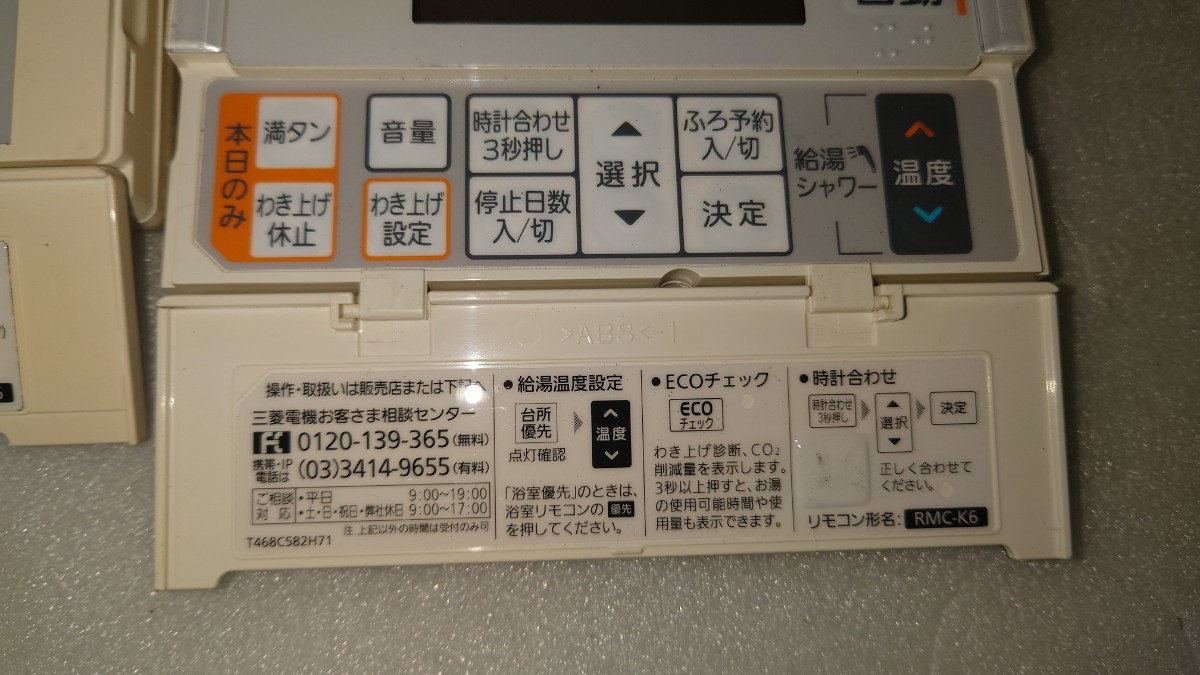 本日のみ
満タン
わき上げ
休止
音量
わき上げ
設定
時計合わせ
3秒押し
停止日数
入/切
選択
ふろ予約
入/切
決定
給湯
シャワー
温度
>ABS<-1
操作・取扱いは販売店または下記へ
三菱電機お客さま相談センター
0120-139-365(無料)
携帯・IP
電話は
(03)3414-9655(有料)
ご相談
対応
・平日 9:00~19:00
・土・日・祝日・弊社休日 9:00~17:00
注 上記以外の時間は受付のみ可
T468C582H71
●給湯温度設定
台所
優先
点灯確認
温度
「浴室優先」のときは、
浴室リモコンの 優先
を押してください。
●ECOチェック
ECO
チェック
わき上げ診断、CO₂
削減量を表示します。
3秒以上押すと、お湯
の使用可能時間や使
用量も表示できます。
●時計合わせ
時計合わせ
3秒押し
選択
決定
正しく合わせて
ください。
リモコン形名: RMC-K6